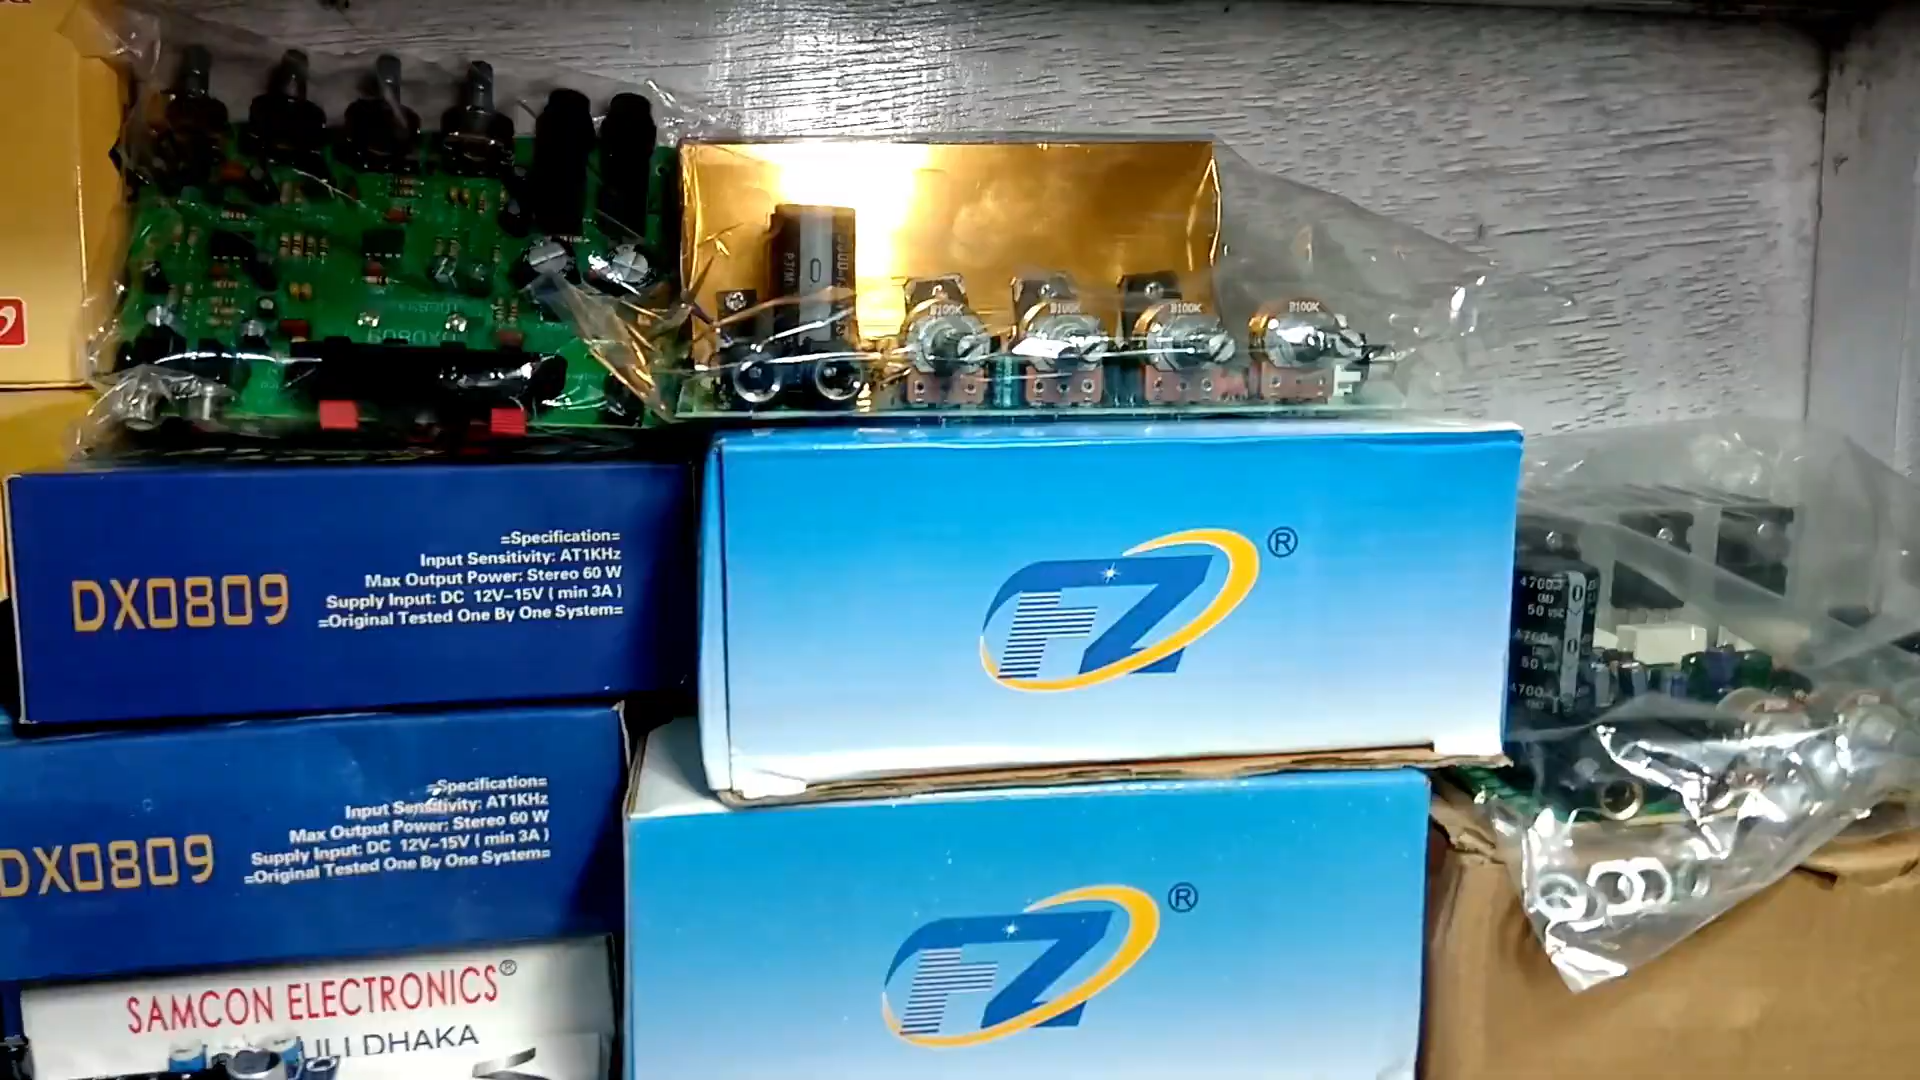 B100K
B100K
B100K
B100K
DX0809
=Specification=
Input Sensitivity: AT1KHz
Max Output Power: Stereo 60 W
Supply Input: DC 12V-15V ( min 3A )
=Original Tested One By One System=
FZ®
4700
50
DX0809
=Specification=
Input Sensitivity: AT1KHz
Max Output Power: Stereo 60 W
Supply Input: DC 12V-15V ( min 3A )
=Original Tested One By One System=
FZ®
SAMCON ELECTRONICS®
DHAKA